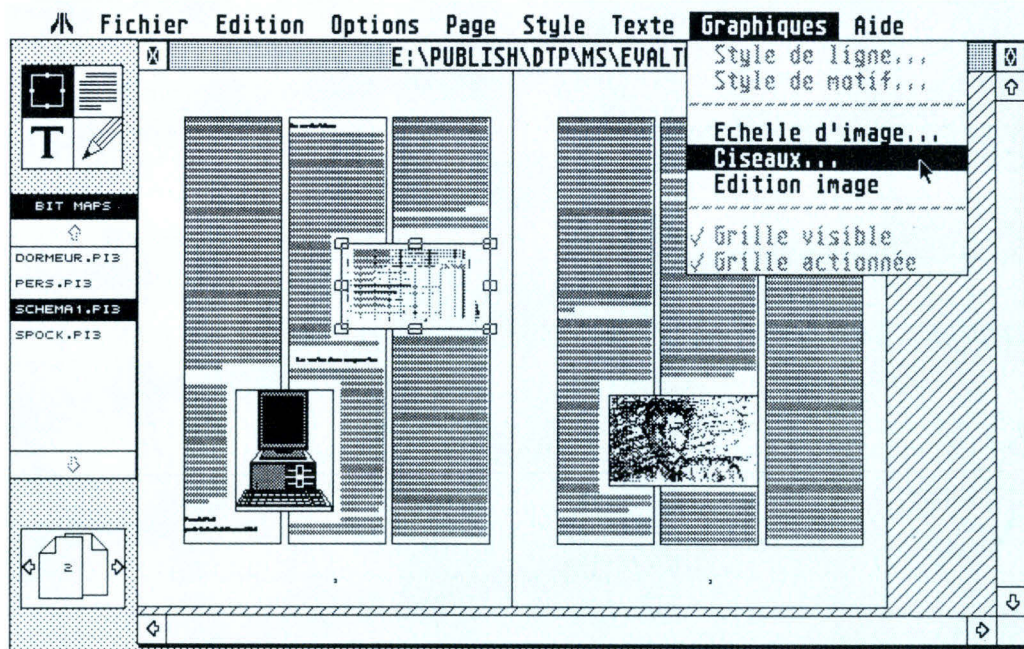 Fichier Edition Options Page Style Texte Graphiques Aide
E:\PUBLISH\DTP\MS\EVALT
Style de ligne...
Style de motif...
Echelle d'image...
Ciseaux...
Edition image
✓ Grille visible
✓ Grille actionnée
T
BIT MAPS
DORMEUR.PI3
PERS.PI3
SCHEMA1.PI3
SPOCK.PI3
2